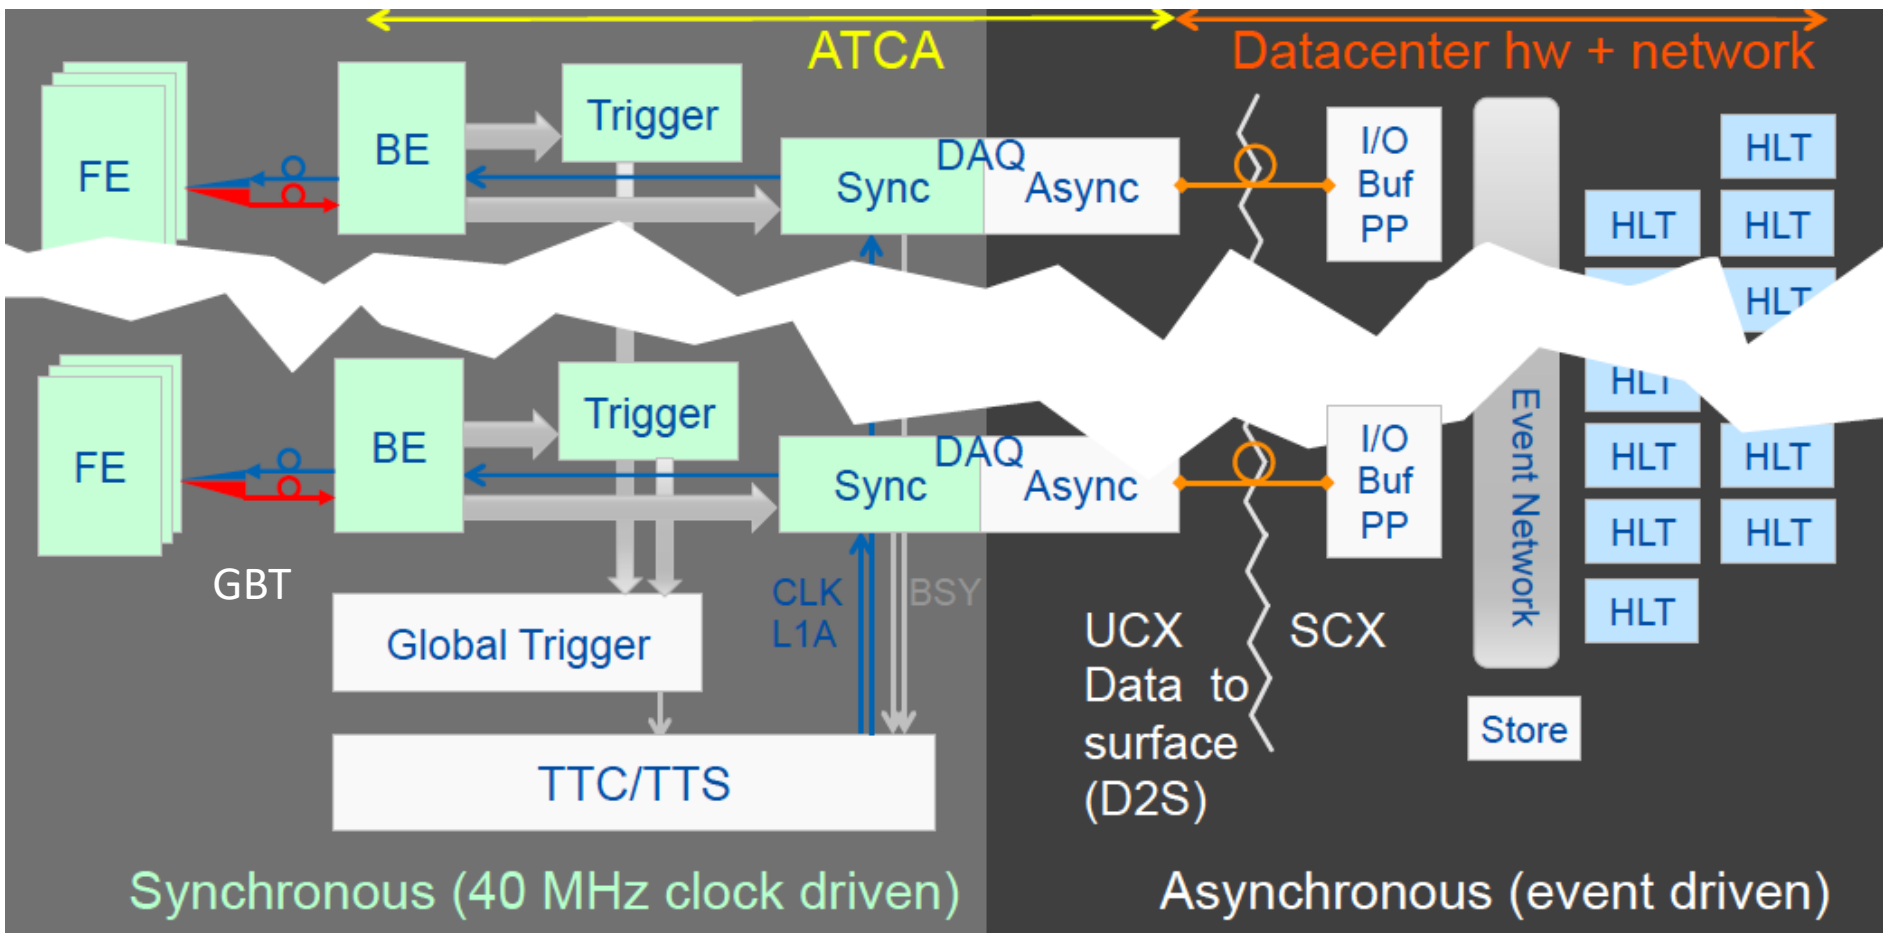 ATCA
Datacenter hw + network
FE
BE
Trigger
DAQ
Sync
Async
I/O
Buf
PP
HLT
HLT
HLT
HLT
FE
BE
Trigger
DAQ
Sync
Async
I/O
Buf
PP
Event Network
HLT
HLT
HLT
HLT
HLT
HLT
GBT
Global Trigger
CLK
L1A
BSY
UCX
SCX
Data to
surface
(D2S)
Store
TTC/TTS
Synchronous (40 MHz clock driven)
Asynchronous (event driven)